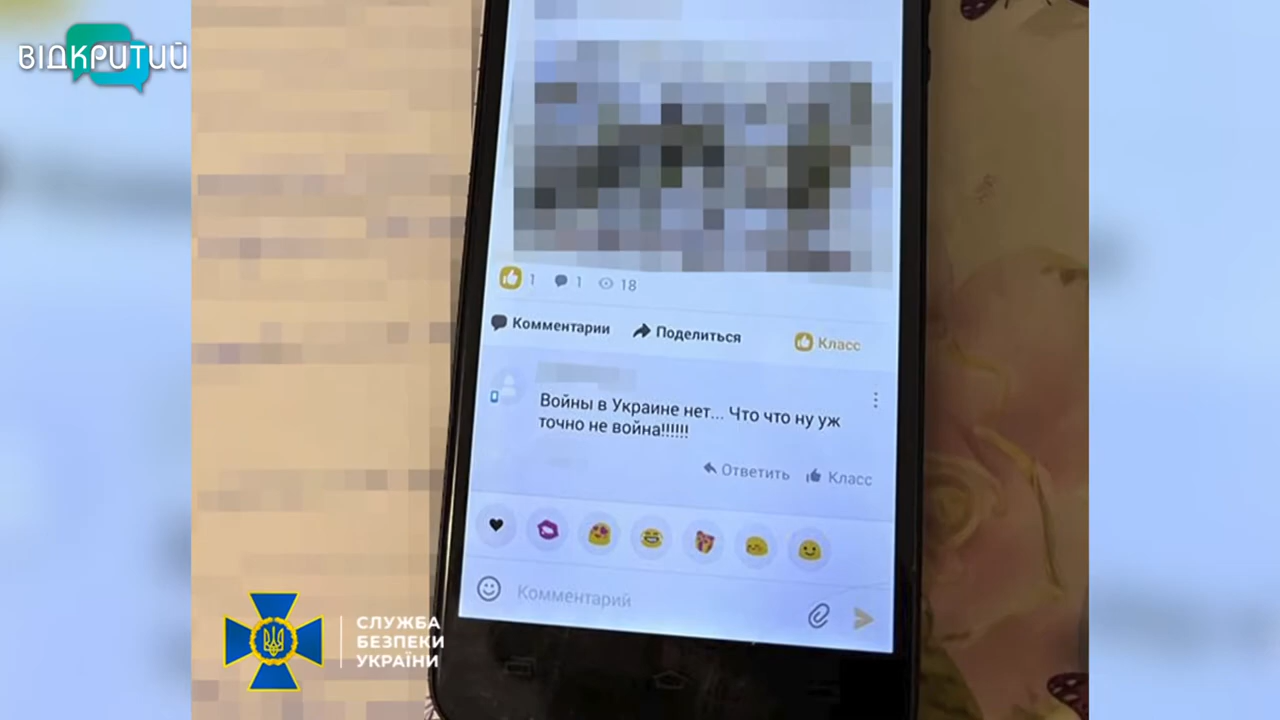 ВІДКРИТИЙ
1 1 18
Комментарии Поделиться Класс
Войны в Украине нет... Что что ну уж
точно не война!!!!!!
Ответить Класс
Комментарий
СЛУЖБА
БЕЗПЕКИ
УКРАЇНИ